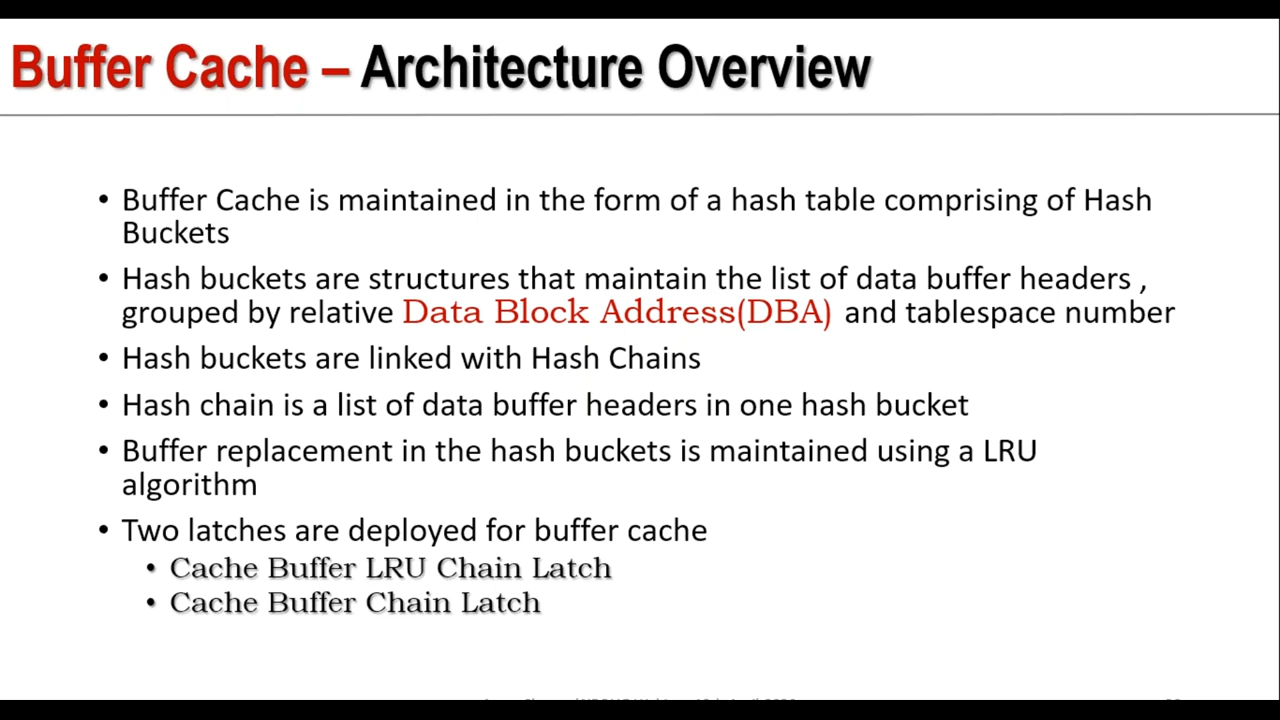 Buffer Cache – Architecture Overview
• Buffer Cache is maintained in the form of a hash table comprising of Hash
Buckets
• Hash buckets are structures that maintain the list of data buffer headers ,
grouped by relative Data Block Address(DBA) and tablespace number
• Hash buckets are linked with Hash Chains
• Hash chain is a list of data buffer headers in one hash bucket
• Buffer replacement in the hash buckets is maintained using a LRU
algorithm
• Two latches are deployed for buffer cache
• Cache Buffer LRU Chain Latch
• Cache Buffer Chain Latch